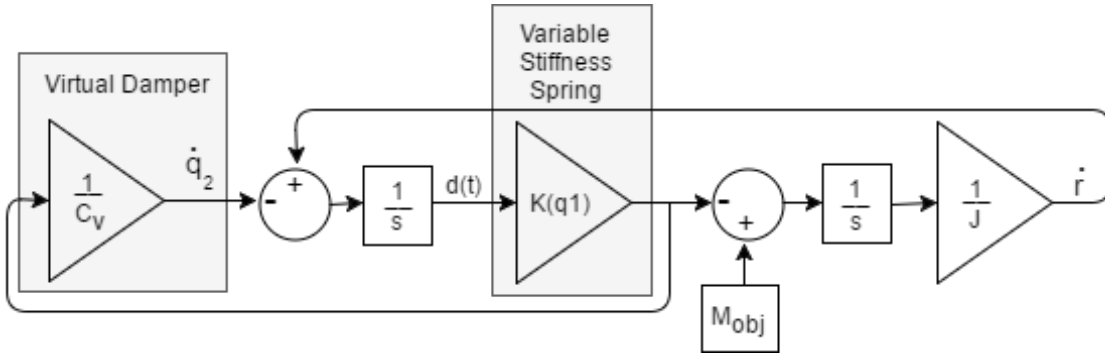 Variable
Stiffness
Spring
Virtual Damper
1
C_v
q̇_2
+
-
1
s
d(t)
K(q1)
-
+
1
s
1
J
ṙ
M_obj